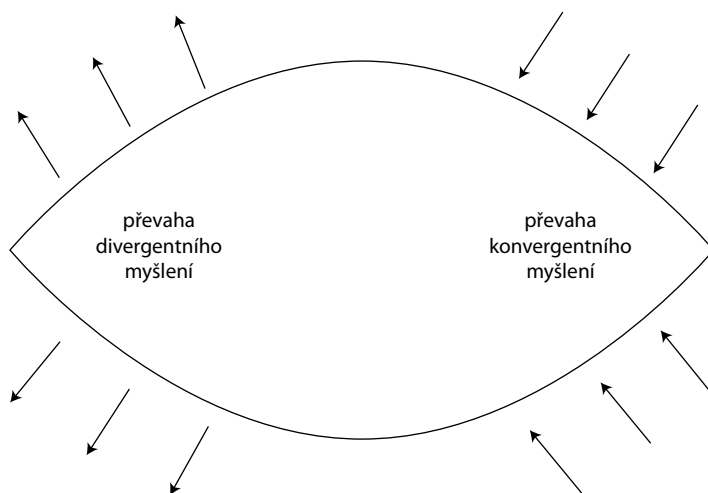 převaha
divergentního
myšlení
převaha
konvergentního
myšlení